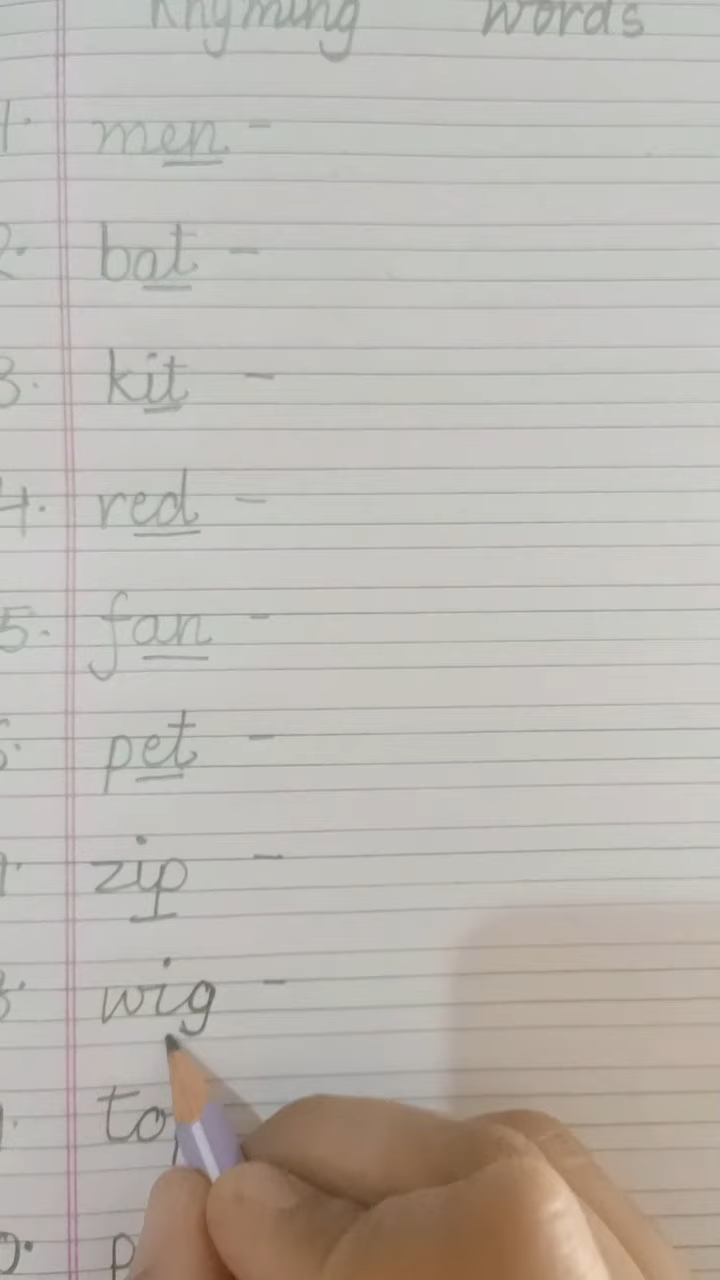 Rhyming Words
1. men -
2. bat -
3. kit -
4. red -
5. fan -
6. pet -
7. zip -
8. wig -